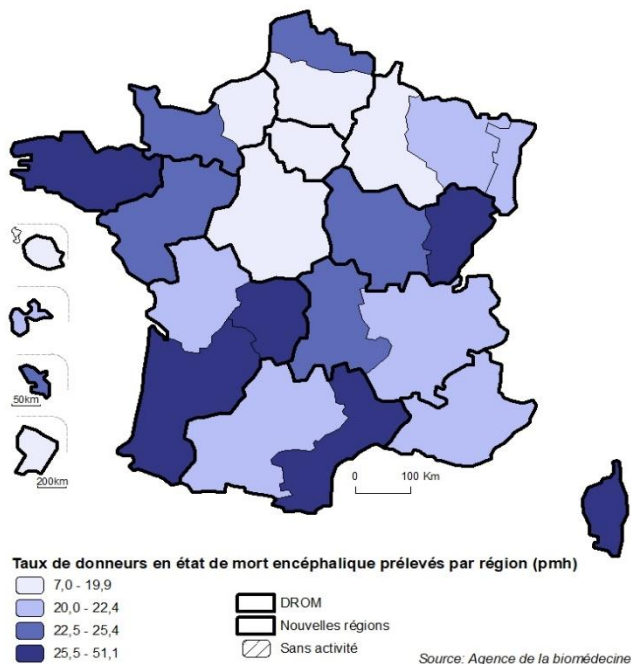 50km
200km
0 100 Km
Taux de donneurs en état de mort encéphalique prélevés par région (pmh)
7,0 - 19,9
20,0 - 22,4
22,5 - 25,4
25,5 - 51,1
DROM
Nouvelles régions
Sans activité
Source: Agence de la biomédecine